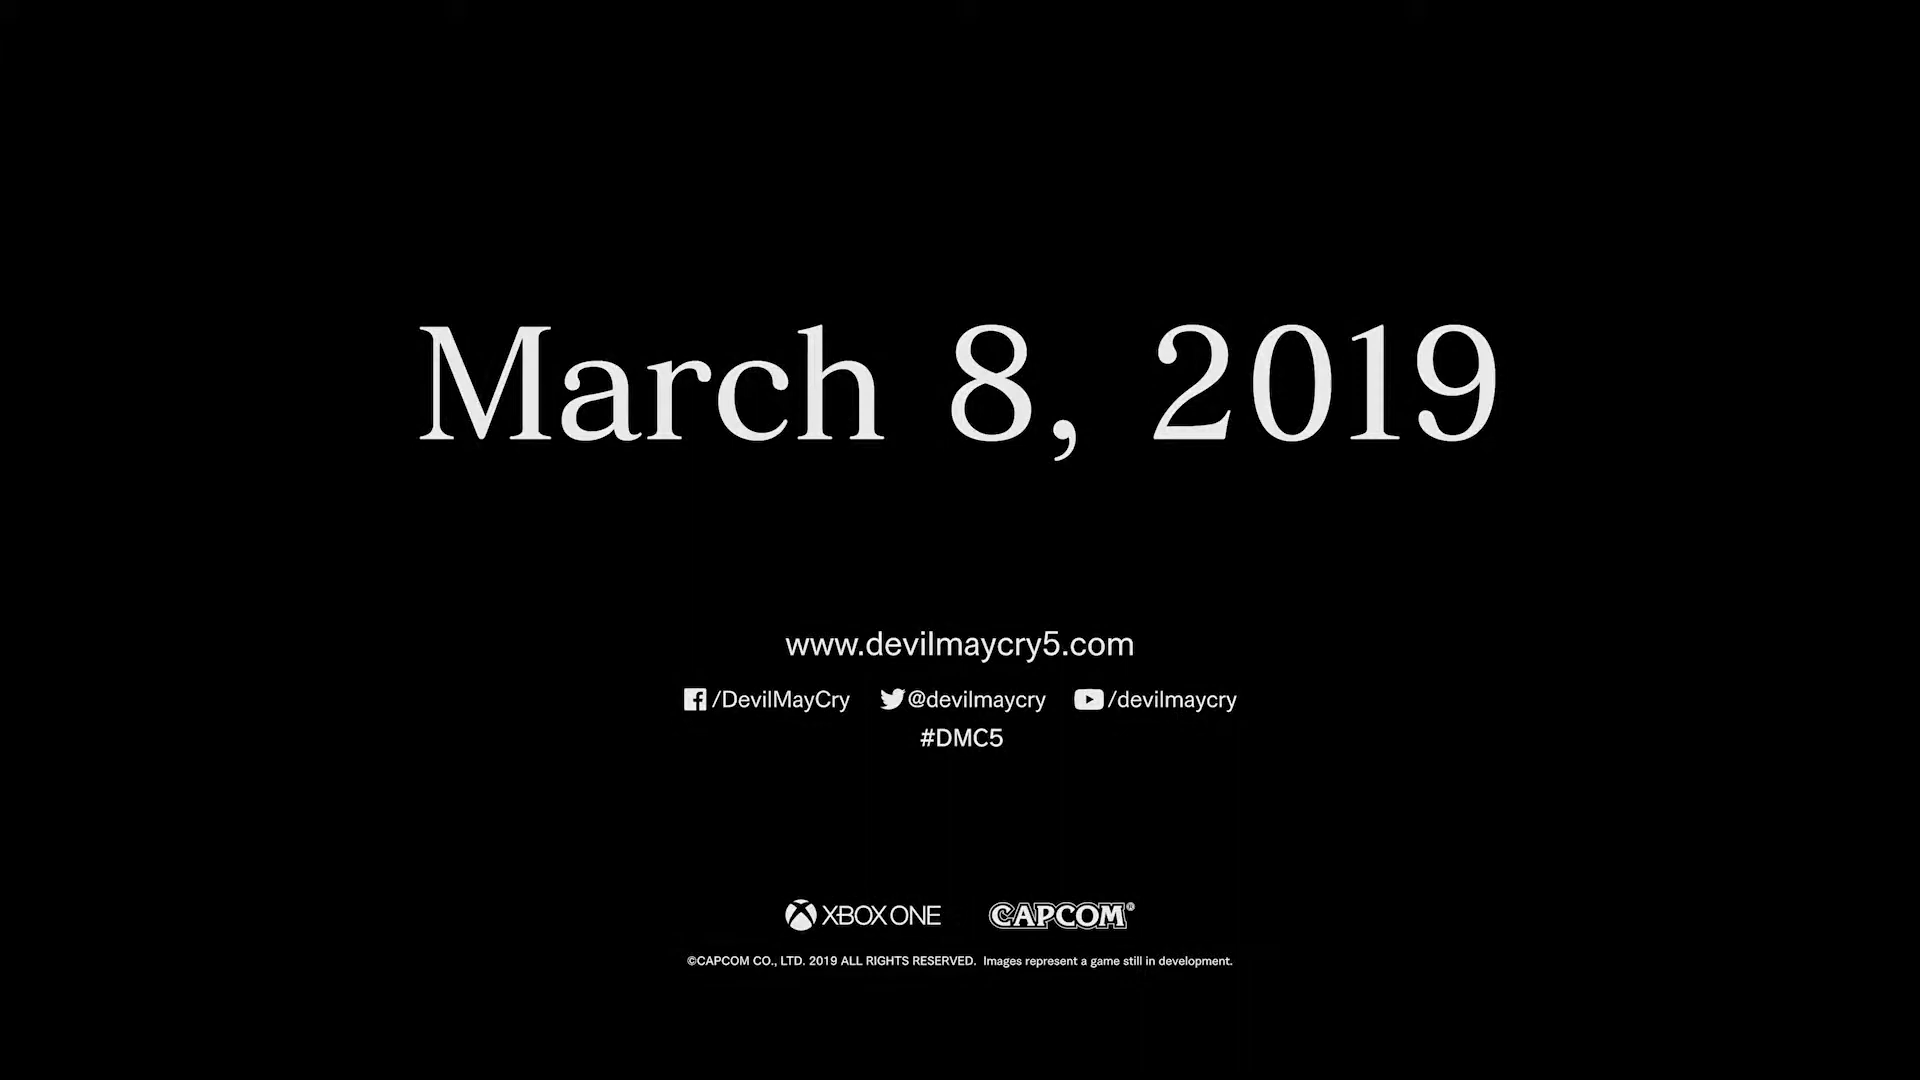 March 8, 2019
www.devilmaycry5.com
/DevilMayCry @devilmaycry /devilmaycry
#DMC5
XBOX ONE CAPCOM®
©CAPCOM CO., LTD. 2019 ALL RIGHTS RESERVED. Images represent a game still in development.